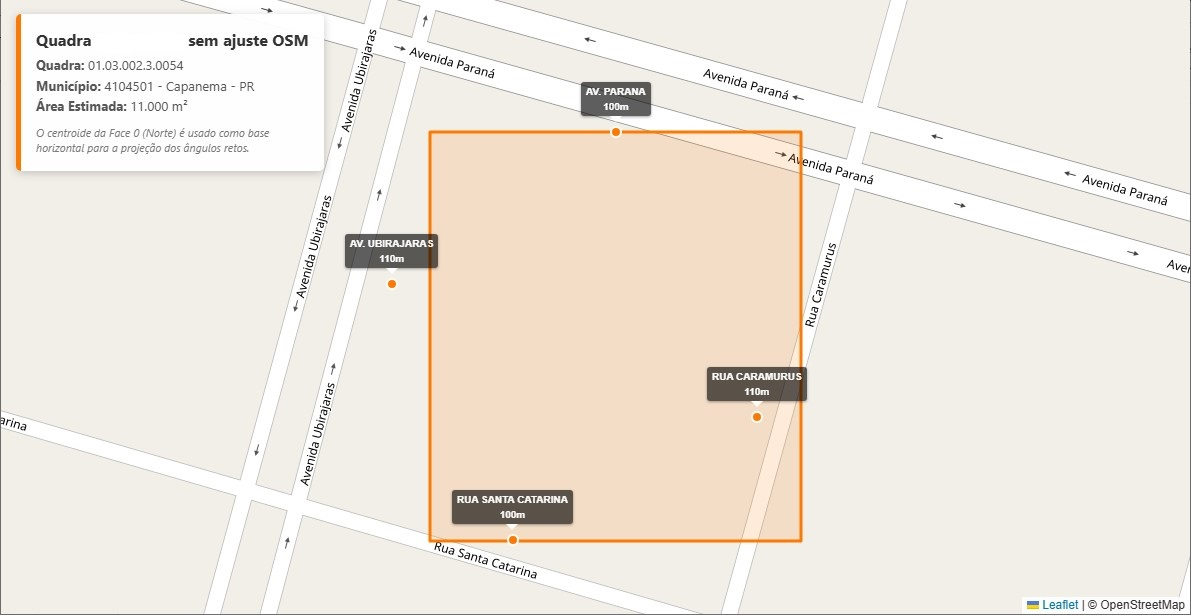 Quadra sem ajuste OSM
Quadra: 01.03.002.3.0054
Município: 4104501 - Capanema - PR
Área Estimada: 11.000 m²
O centroide da Face 0 (Norte) é usado como base
horizontal para a projeção dos ângulos retos.
Avenida Ubirajaras
Avenida Paraná
Avenida Paraná
AV. PARANA
100m
Avenida Paraná
Avenida Paraná
Aven
Avenida Ubirajaras
AV. UBIRAJARAS
110m
Rua Caramurus
RUA CARAMURUS
110m
Avenida Ubirajaras
arina
RUA SANTA CATARINA
100m
Rua Santa Catarina
Leaflet | © OpenStreetMap